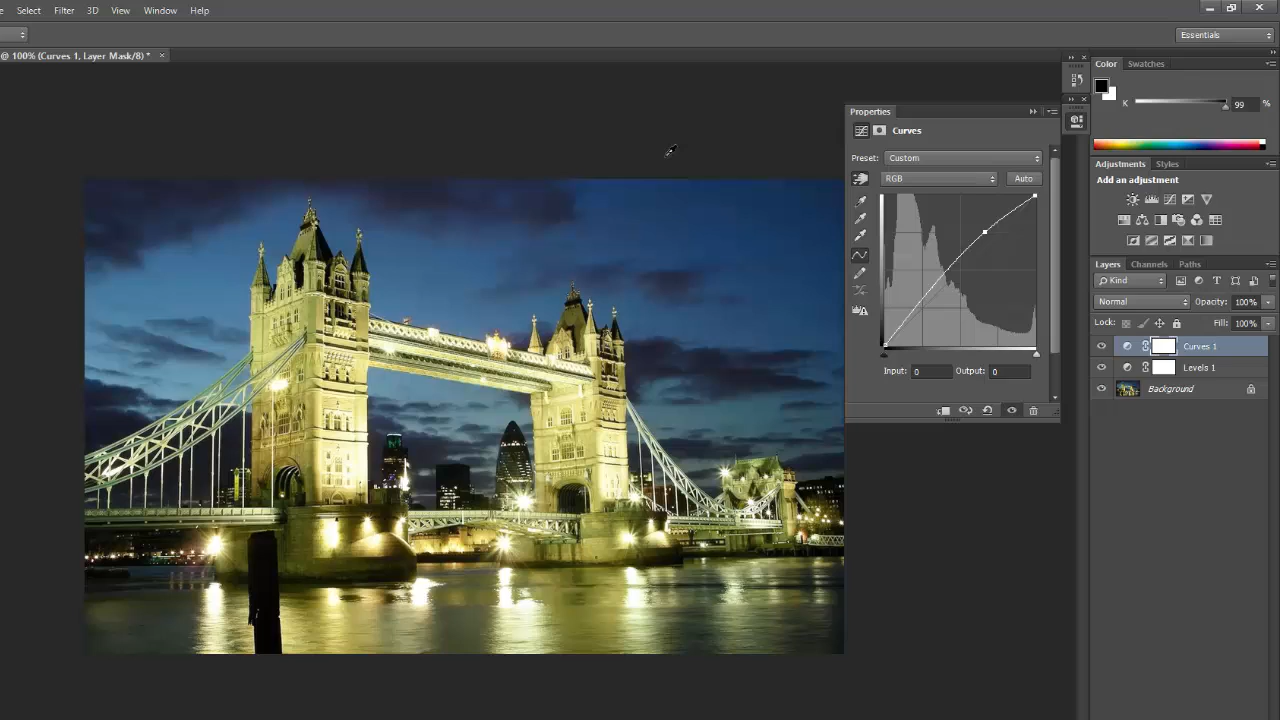 Select Filter 3D View Window Help
Essentials
@ 100% (Curves 1, Layer Mask/8) * ×
Color Swatches
K 99 %
Properties
Curves
Preset: Custom
RGB Auto
Input: 0 Output: 0
Adjustments Styles
Add an adjustment
Layers Channels Paths
Kind
Normal Opacity: 100%
Lock: Fill: 100%
Curves 1
Levels 1
Background